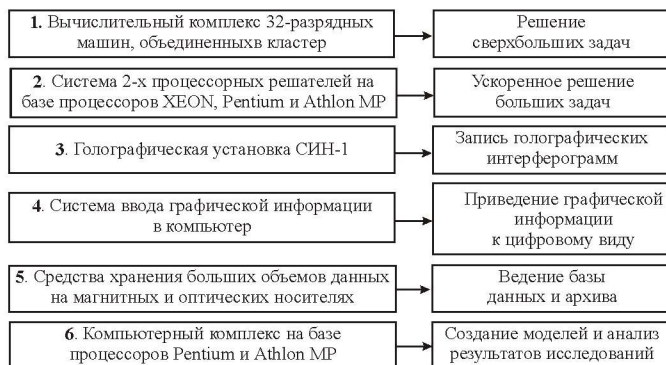 1. Вычислительный комплекс 32-разрядных
машин, объединенныхв кластер
Решение
сверхбольших задач
2. Система 2-х процессорных решателей на
базе процессоров XEON, Pentium и Athlon MP
Ускоренное решение
больших задач
3. Голографическая установка СИН-1
Запись голографических
интерферограмм
4. Система ввода графической информации
в компьютер
Приведение графической
информации
к цифровому виду
5. Средства хранения больших объемов данных
на магнитных и оптических носителях
Ведение базы
данных и архива
6. Компьютерный комплекс на базе
процессоров Pentium и Athlon MP
Создание моделей и анализ
результатов исследований